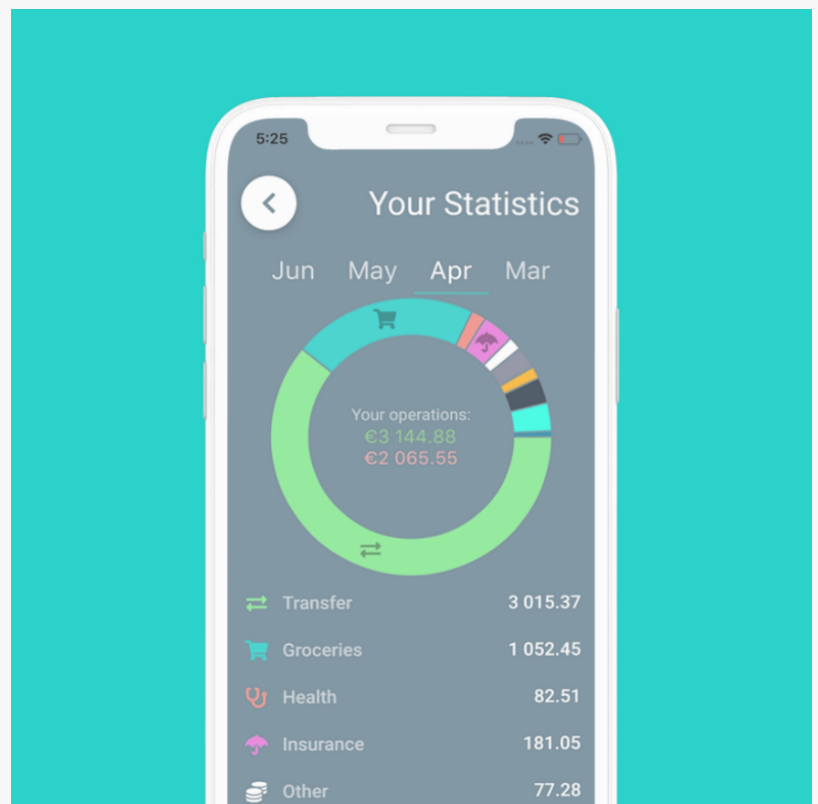 5:25
Your Statistics
Jun May Apr Mar
Your operations:
€3 144.88
€2 065.55
Transfer 3 015.37
Groceries 1 052.45
Health 82.51
Insurance 181.05
Other 77.28